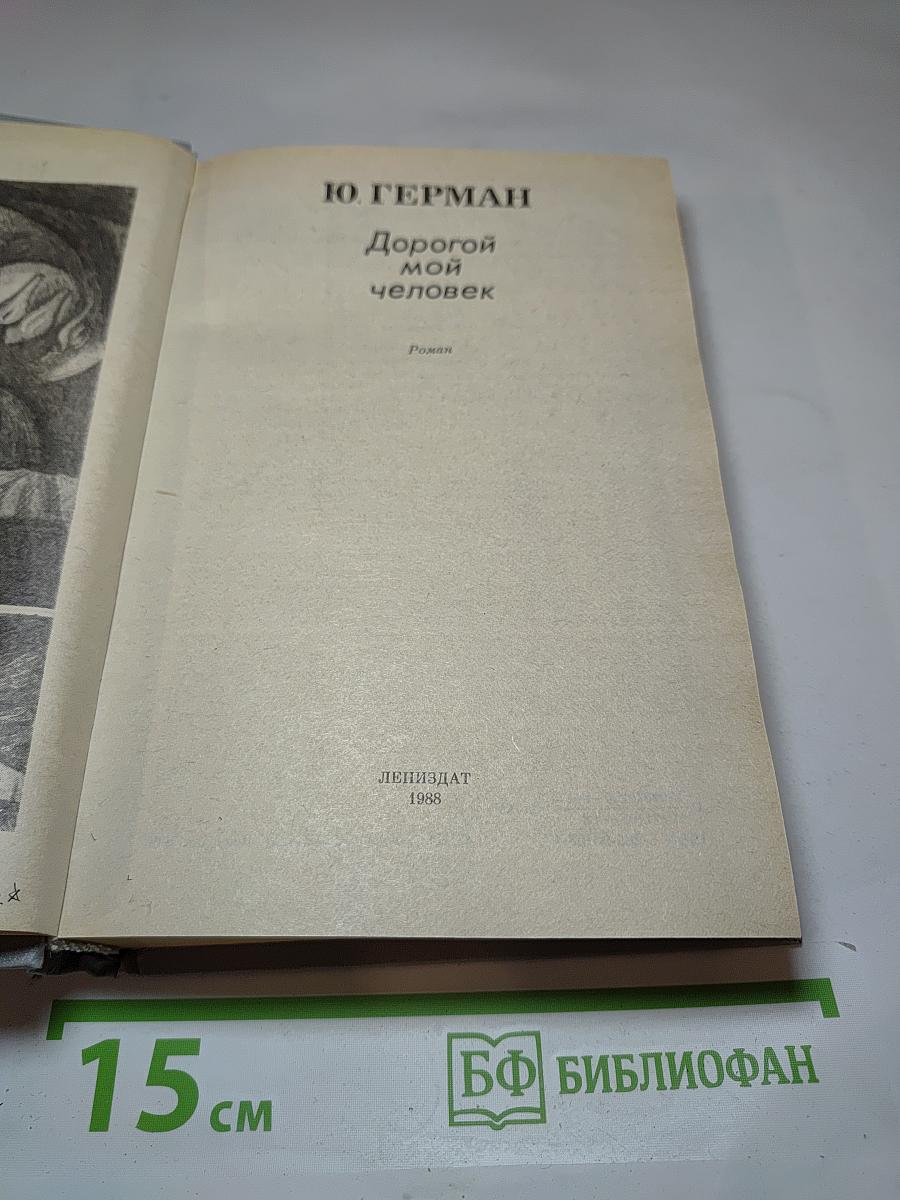 Ю. ГЕРМАН
Дорогой
мой
человек
Роман
ЛЕНИЗДАТ
1988
15 см
БФ БИБЛИОФАН